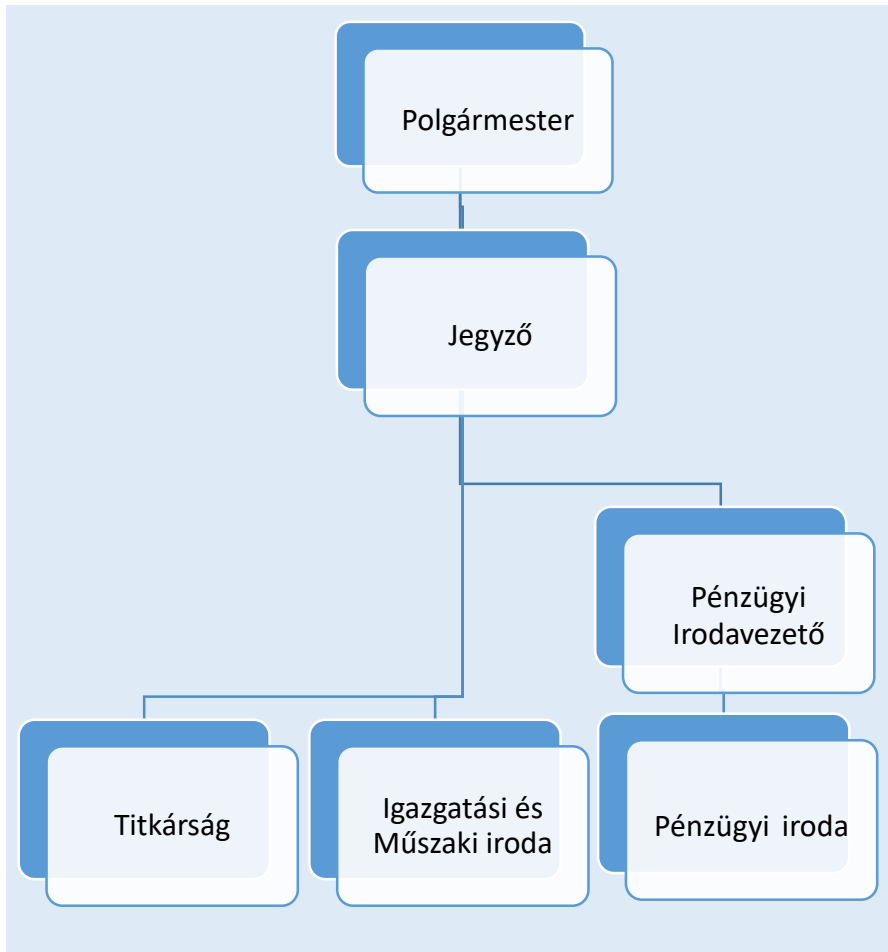 Polgármester
Jegyző
Pénzügyi
Irodavezető
Titkárság
Igazgatási és
Műszaki iroda
Pénzügyi iroda